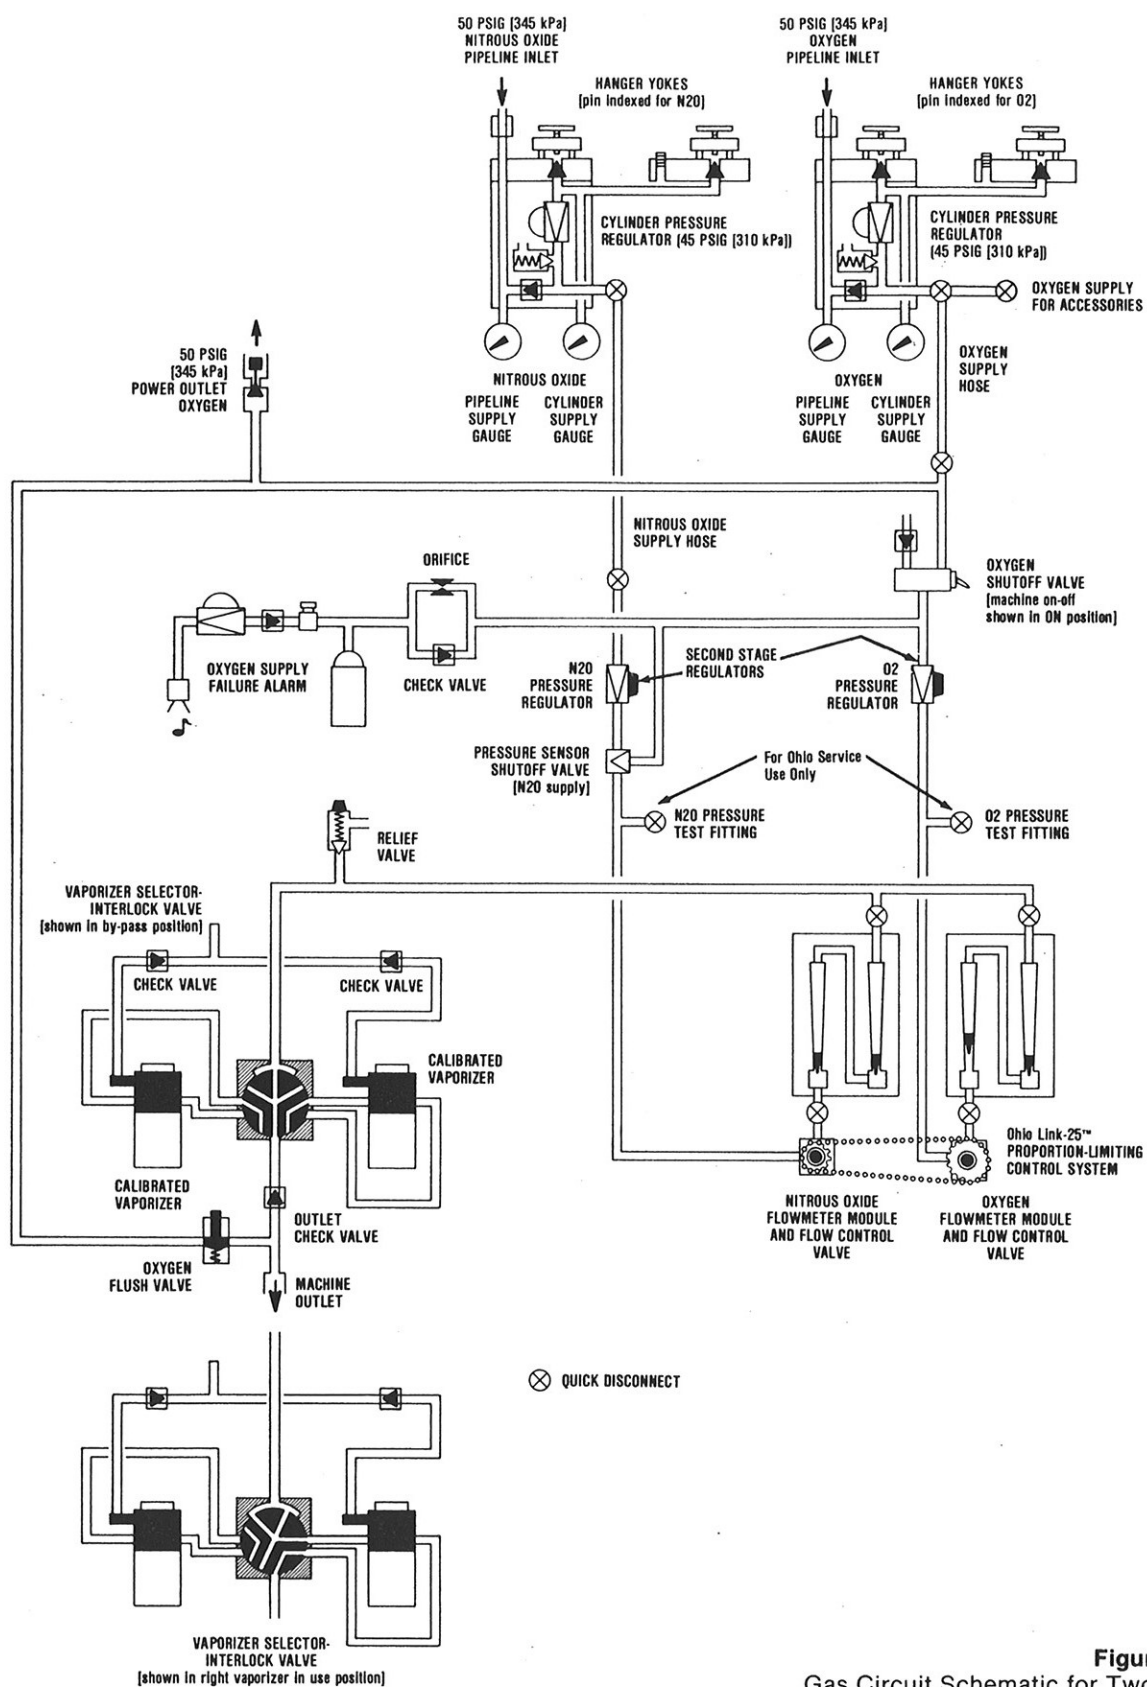 50 PSIG [345 kPa]
NITROUS OXIDE
PIPELINE INLET
50 PSIG [345 kPa]
OXYGEN
PIPELINE INLET
HANGER YOKES
[pin indexed for N20]
HANGER YOKES
[pin indexed for O2]
CYLINDER PRESSURE
REGULATOR (45 PSIG [310 kPa])
CYLINDER PRESSURE
REGULATOR
(45 PSIG [310 kPa])
OXYGEN SUPPLY
FOR ACCESSORIES
50 PSIG
[345 kPa]
POWER OUTLET
OXYGEN
NITROUS OXIDE
PIPELINE
SUPPLY
GAUGE
CYLINDER
SUPPLY
GAUGE
OXYGEN
PIPELINE
SUPPLY
GAUGE
CYLINDER
SUPPLY
GAUGE
OXYGEN
SUPPLY
HOSE
NITROUS OXIDE
SUPPLY HOSE
ORIFICE
OXYGEN
SHUTOFF VALVE
[machine on-off
shown in ON position]
OXYGEN SUPPLY
FAILURE ALARM
CHECK VALVE
N20
PRESSURE
REGULATOR
SECOND STAGE
REGULATORS
O2
PRESSURE
REGULATOR
PRESSURE SENSOR
SHUTOFF VALVE
[N20 supply]
For Ohio Service
Use Only
N20 PRESSURE
TEST FITTING
O2 PRESSURE
TEST FITTING
RELIEF
VALVE
VAPORIZER SELECTOR-
INTERLOCK VALVE
[shown in by-pass position]
CHECK VALVE
CHECK VALVE
CALIBRATED
VAPORIZER
CALIBRATED
VAPORIZER
OUTLET
CHECK VALVE
OXYGEN
FLUSH VALVE
MACHINE
OUTLET
Ohio Link-25™
PROPORTION-LIMITING
CONTROL SYSTEM
NITROUS OXIDE
FLOWMETER MODULE
AND FLOW CONTROL
VALVE
OXYGEN
FLOWMETER MODULE
AND FLOW CONTROL
VALVE
QUICK DISCONNECT
VAPORIZER SELECTOR-
INTERLOCK VALVE
[shown in right vaporizer in use position]
Figur
Gas Circuit Schematic for Two